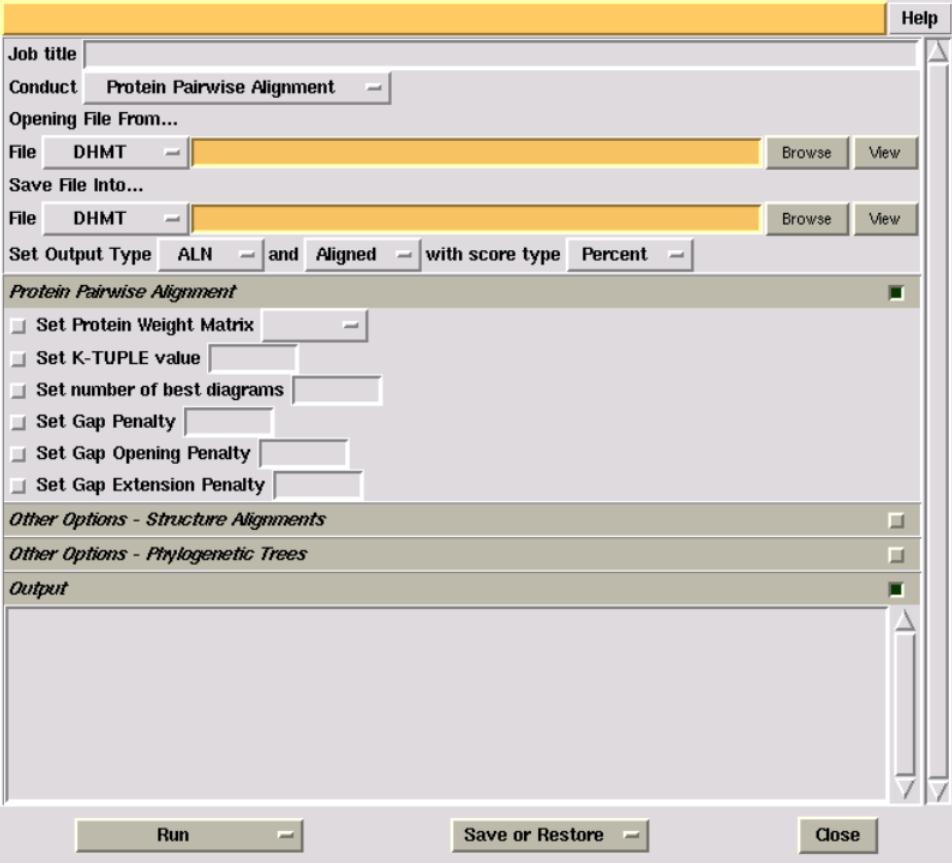 Help
Job title
Conduct Protein Pairwise Alignment
Opening File From...
File DHMT Browse View
Save File Into...
File DHMT Browse View
Set Output Type ALN and Aligned with score type Percent
Protein Pairwise Alignment
Set Protein Weight Matrix
Set K-TUPLE value
Set number of best diagrams
Set Gap Penalty
Set Gap Opening Penalty
Set Gap Extension Penalty
Other Options - Structure Alignments
Other Options - Phylogenetic Trees
Output
Run Save or Restore Close